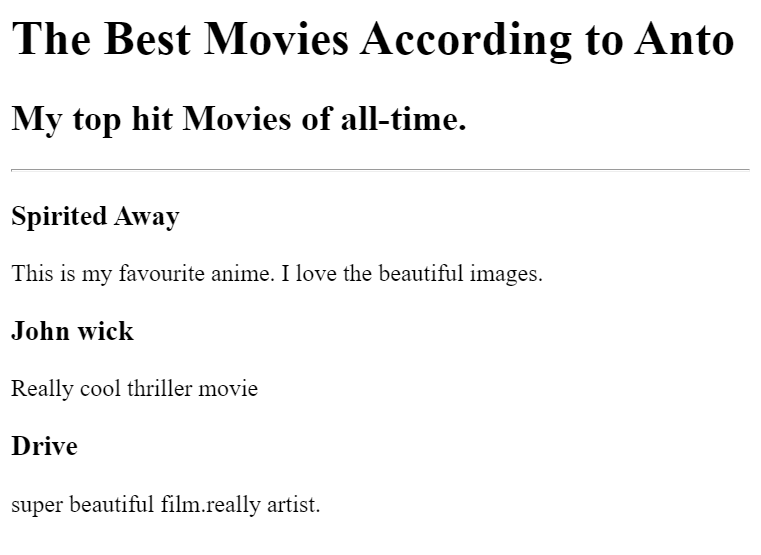 The Best Movies According to Anto
My top hit Movies of all-time.
Spirited Away
This is my favourite anime. I love the beautiful images.
John wick
Really cool thriller movie
Drive
super beautiful film.really artist.